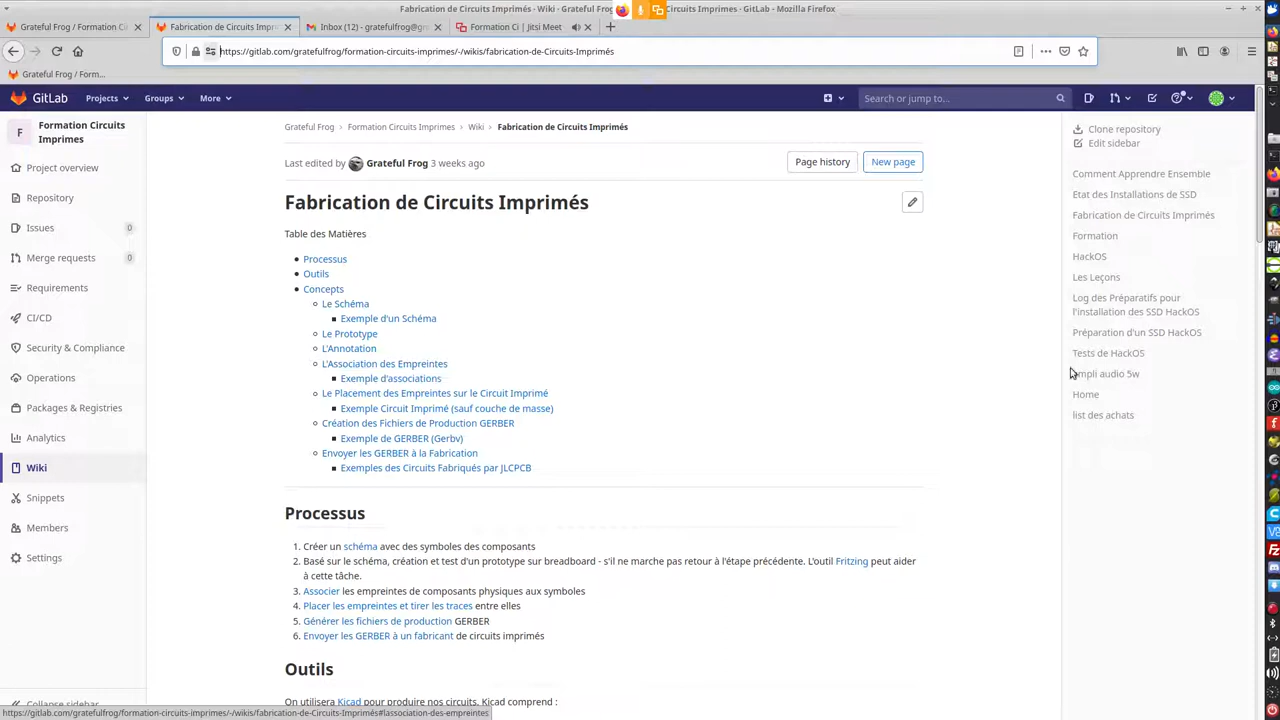 Fabrication de Circuits Imprimés - Wiki - Grateful Frog
Circuits Imprimes · GitLab - Mozilla Firefox
Grateful Frog / Formation Ci
Fabrication de Circuits Impri
Inbox (12) - gratefulfrog@gm
Formation Ci | Jitsi Meet
https://gitlab.com/gratefulfrog/formation-circuits-imprimes/-/wikis/fabrication-de-Circuits-Imprimés
Grateful Frog / Form...
GitLab
Projects
Groups
More
Search or jump to...
F
Formation Circuits
Imprimes
Project overview
Repository
Issues
0
Merge requests
0
Requirements
CI/CD
Security & Compliance
Operations
Packages & Registries
Analytics
Wiki
Snippets
Members
Settings
Collapse sidebar
Grateful Frog > Formation Circuits Imprimes > Wiki > Fabrication de Circuits Imprimés
Last edited by Grateful Frog 3 weeks ago
Page history
New page
Fabrication de Circuits Imprimés
Table des Matières
Processus
Outils
Concepts
Le Schéma
Exemple d'un Schéma
Le Prototype
L'Annotation
L'Association des Empreintes
Exemple d'associations
Le Placement des Empreintes sur le Circuit Imprimé
Exemple Circuit Imprimé (sauf couche de masse)
Création des Fichiers de Production GERBER
Exemple de GERBER (Gerbv)
Envoyer les GERBER à la Fabrication
Exemples des Circuits Fabriqués par JLCPCB
Processus
1. Créer un schéma avec des symboles des composants
2. Basé sur le schéma, création et test d'un prototype sur breadboard - s'il ne marche pas retour à l'étape précédente. L'outil Fritzing peut aider
à cette tâche.
3. Associer les empreintes de composants physiques aux symboles
4. Placer les empreintes et tirer les traces entre elles
5. Générer les fichiers de production GERBER
6. Envoyer les GERBER à un fabricant de circuits imprimés
Outils
On utilisera Kicad pour produire nos circuits. Kicad comprend :
Clone repository
Edit sidebar
Comment Apprendre Ensemble
Etat des Installations de SSD
Fabrication de Circuits Imprimés
Formation
HackOS
Les Leçons
Log des Préparatifs pour
l'installation des SSD HackOS
Préparation d'un SSD HackOS
Tests de HackOS
ampli audio 5w
Home
list des achats
https://gitlab.com/gratefulfrog/formation-circuits-imprimes/-/wikis/fabrication-de-Circuits-Imprimés#lassociation-des-empreintes